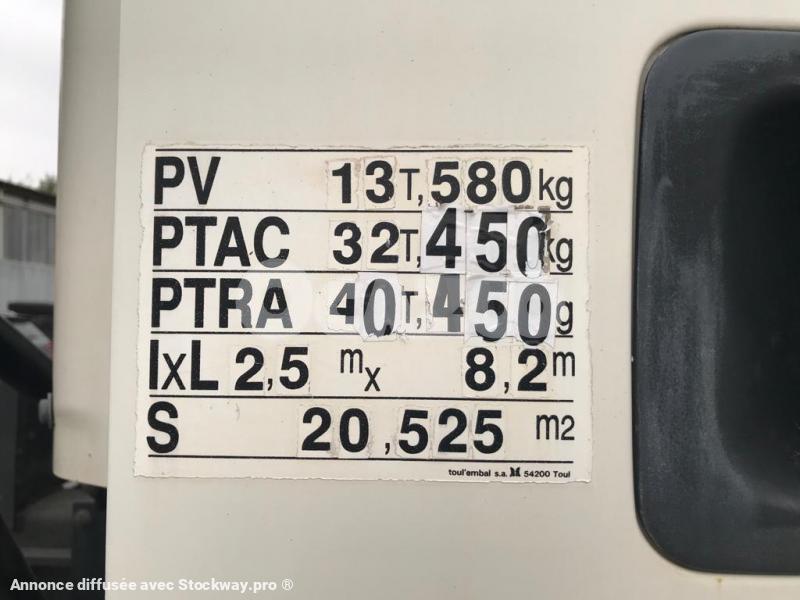 PV 13T,580kg
PTAC 32T,450kg
PTRA 40T,450g
IxL 2,5 mx 8,2m
S 20,525 m2
toul'embal s.a. 54200 Toul
Annonce diffusée avec Stockway.pro ®